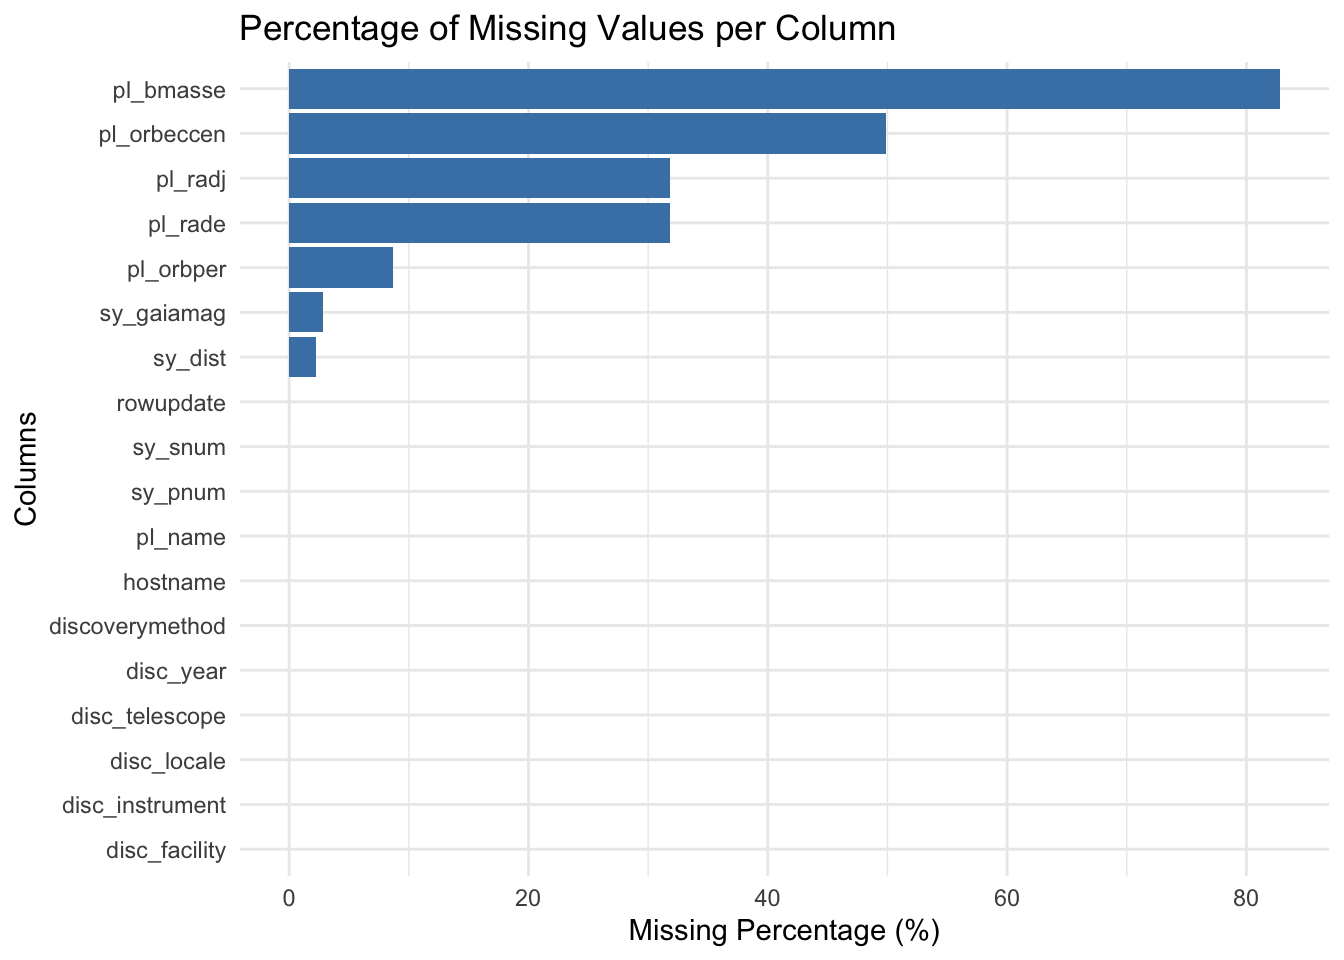 Percentage of Missing Values per Column
pl_bmasse
pl_orbeccen
pl_radj
pl_rade
pl_orbper
sy_gaiamag
sy_dist
rowupdate
sy_snum
sy_pnum
pl_name
hostname
discoverymethod
disc_year
disc_telescope
disc_locale
disc_instrument
disc_facility
Columns
0 20 40 60 80
Missing Percentage (%)